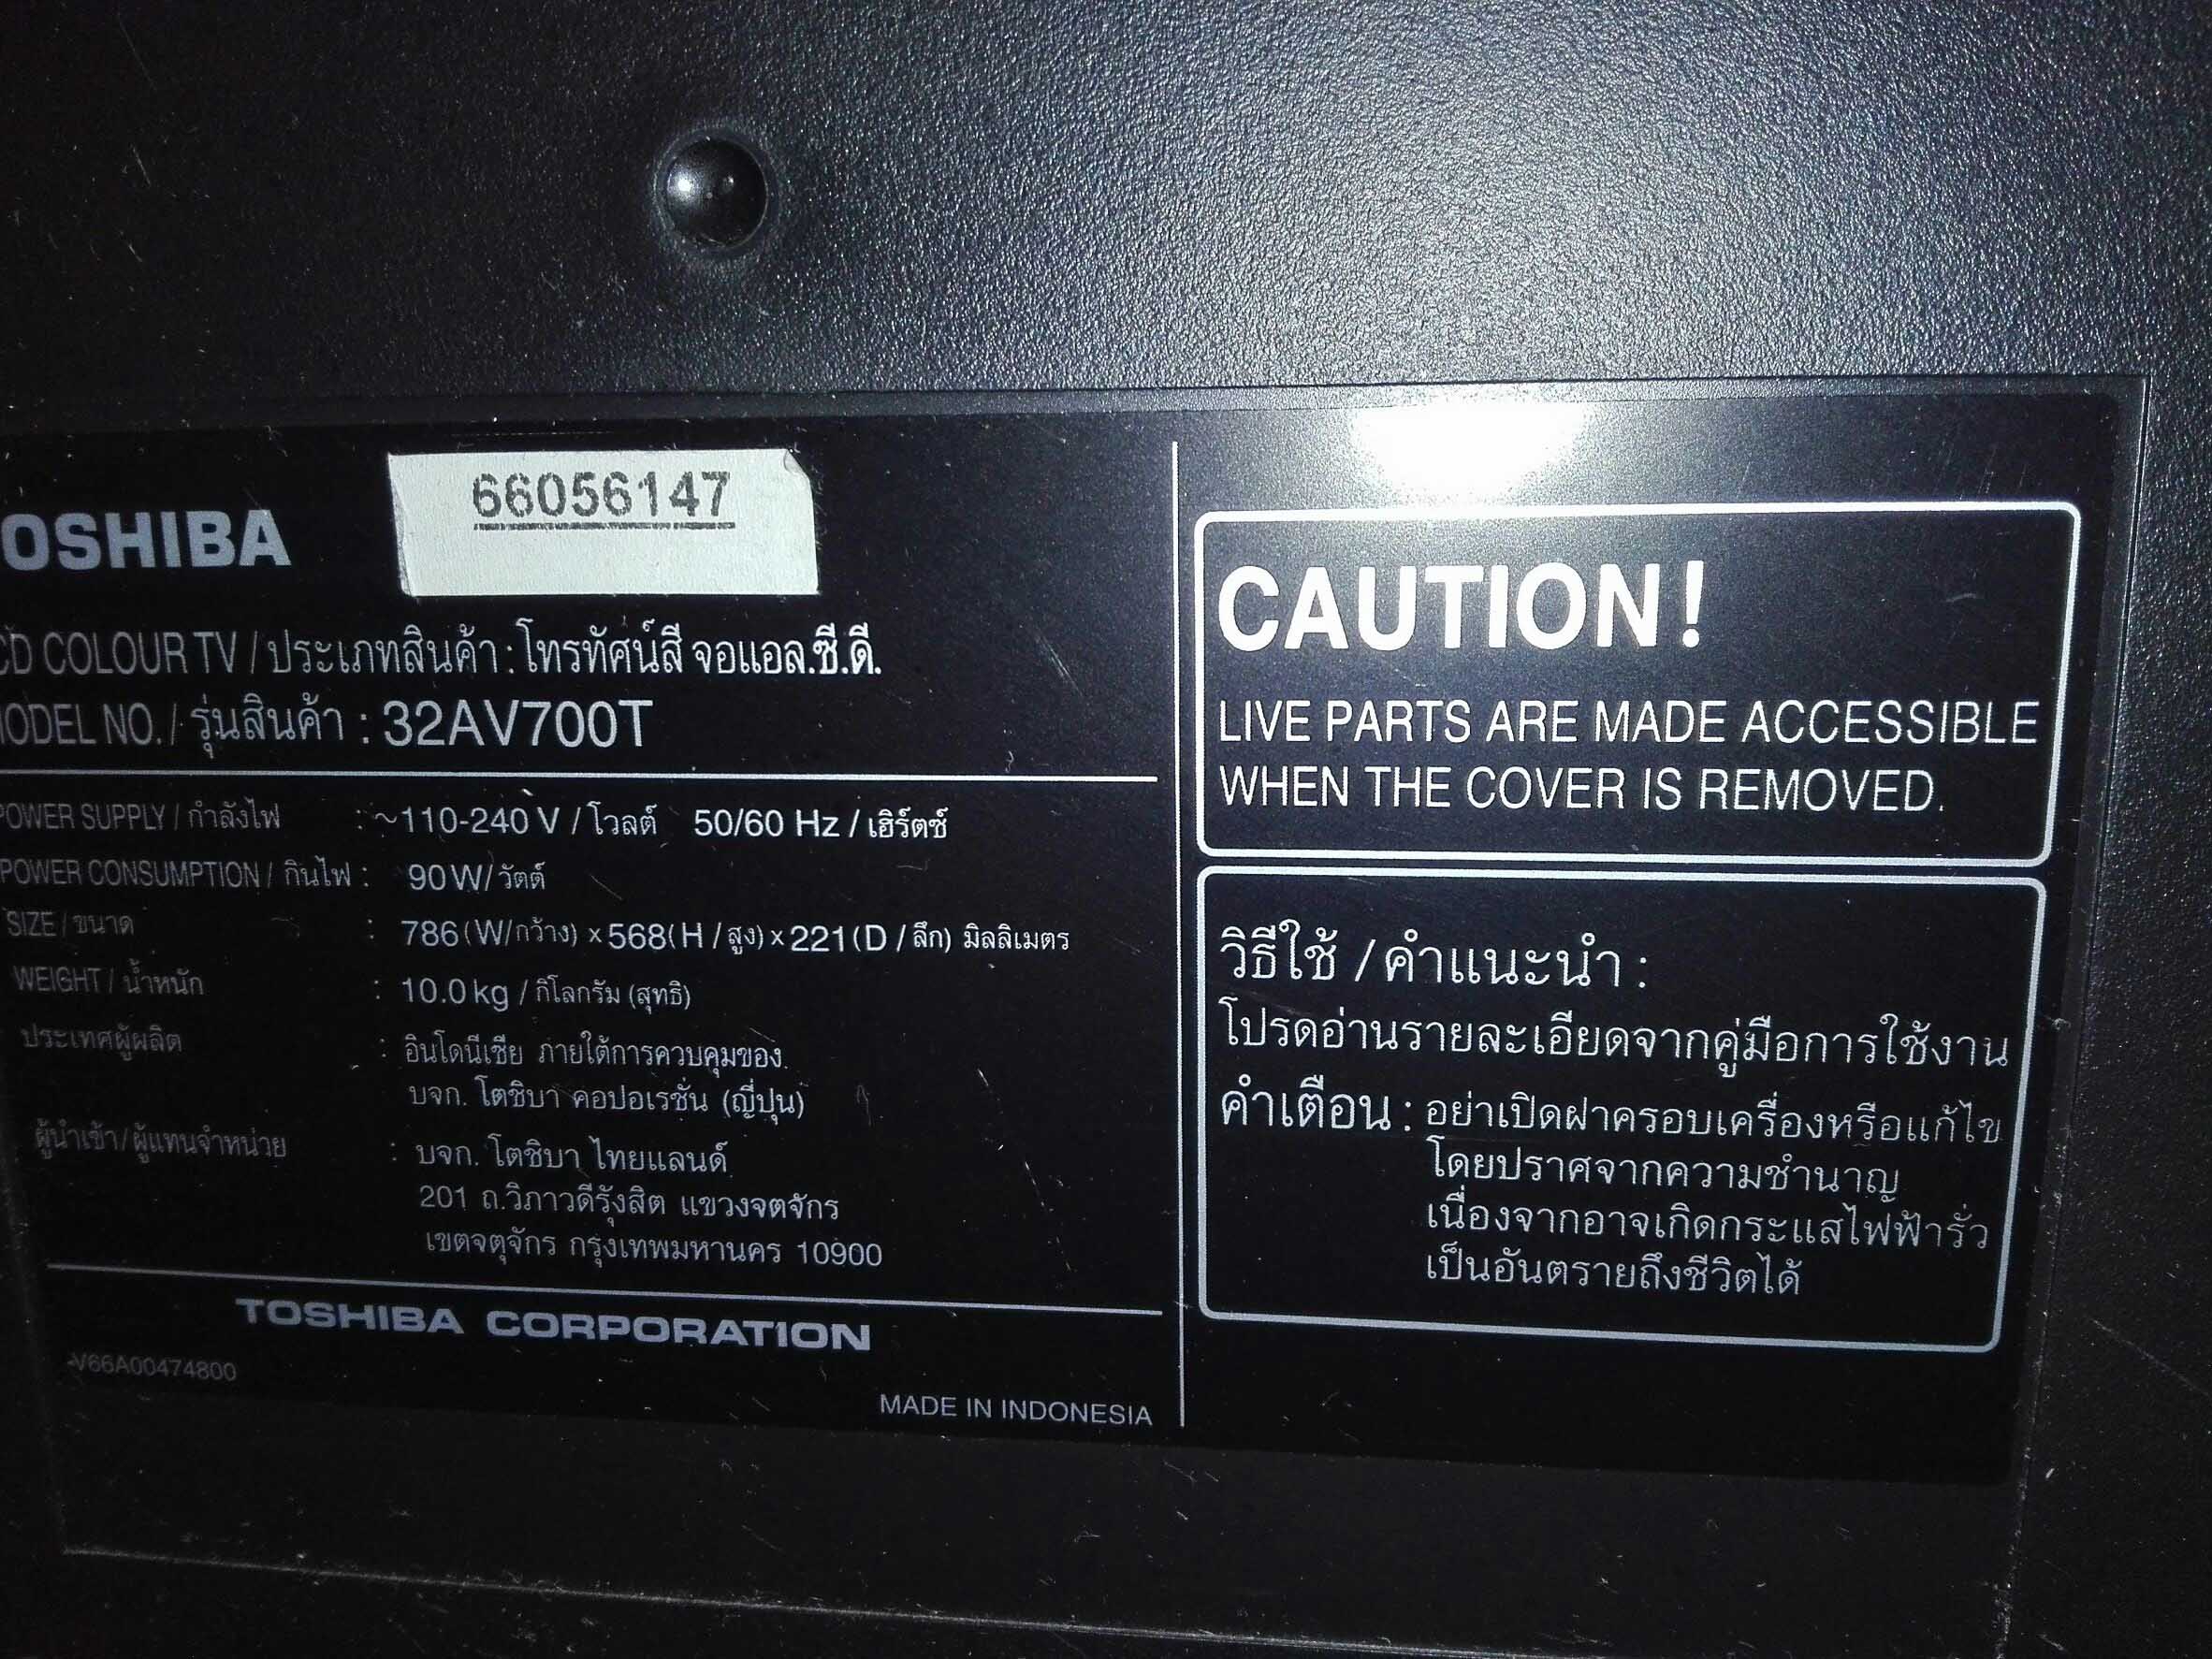 OSHIBA
66056147
CD COLOUR TV / ประเภทสินค้า : โทรทัศน์สี จอแอล.ซี.ดี.
MODEL NO. / รุ่นสินค้า : 32AV700T
POWER SUPPLY / กำลังไฟ : ~110-240 V / โวลต์ 50/60 Hz / เฮิร์ตซ์
POWER CONSUMPTION / กินไฟ : 90W / วัตต์
SIZE / ขนาด : 786 (W/กว้าง) x 568 (H / สูง) x 221 (D / ลึก) มิลลิเมตร
WEIGHT / น้ำหนัก : 10.0 kg / กิโลกรัม (สุทธิ)
ประเทศผู้ผลิต : อินโดนีเซีย ภายใต้การควบคุมของ
บจก. โตชิบา คอปอเรชั่น (ญี่ปุ่น)
ผู้นำเข้า/ผู้แทนจำหน่าย : บจก. โตชิบา ไทยแลนด์
201 ถ.วิภาวดีรังสิต แขวงจตุจักร
เขตจตุจักร กรุงเทพมหานคร 10900
TOSHIBA CORPORATION
-V66A00474800
MADE IN INDONESIA
CAUTION!
LIVE PARTS ARE MADE ACCESSIBLE
WHEN THE COVER IS REMOVED.
วิธีใช้ / คำแนะนำ :
โปรดอ่านรายละเอียดจากคู่มือการใช้งาน
คำเตือน : อย่าเปิดฝาครอบเครื่องหรือแก้ไข
โดยปราศจากความชำนาญ
เนื่องจากอาจเกิดกระแสไฟฟ้ารั่ว
เป็นอันตรายถึงชีวิตได้